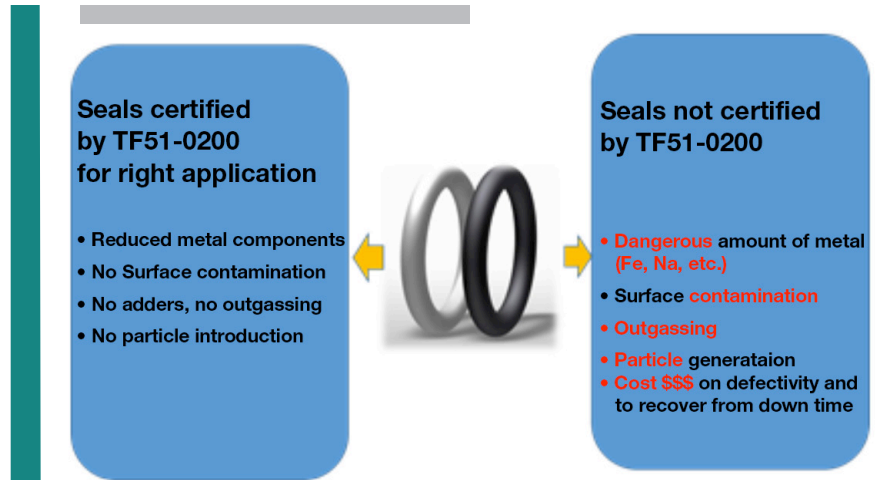 Seals certified
by TF51-0200
for right application
• Reduced metal components
• No Surface contamination
• No adders, no outgassing
• No particle introduction
Seals not certified
by TF51-0200
• Dangerous amount of metal
(Fe, Na, etc.)
• Surface contamination
• Outgassing
• Particle generataion
• Cost $$$ on defectivity and
to recover from down time